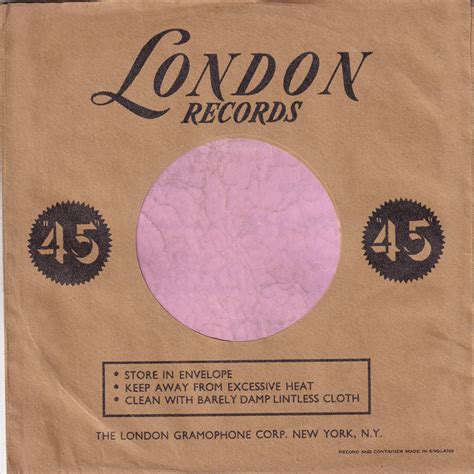 LONDON
RECORDS
"45" "45"
• STORE IN ENVELOPE
• KEEP AWAY FROM EXCESSIVE HEAT
• CLEAN WITH BARELY DAMP LINTLESS CLOTH
THE LONDON GRAMOPHONE CORP. NEW YORK, N.Y.
RECORD AND CONTAINER MADE IN ENGLAND